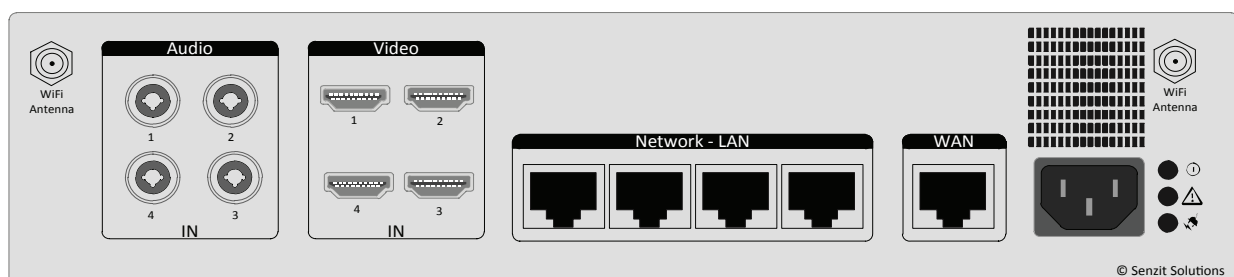 WiFi
Antenna
Audio
1
2
4
3
IN
Video
1
2
4
3
IN
Network - LAN
WAN
WiFi
Antenna
© Senzit Solutions